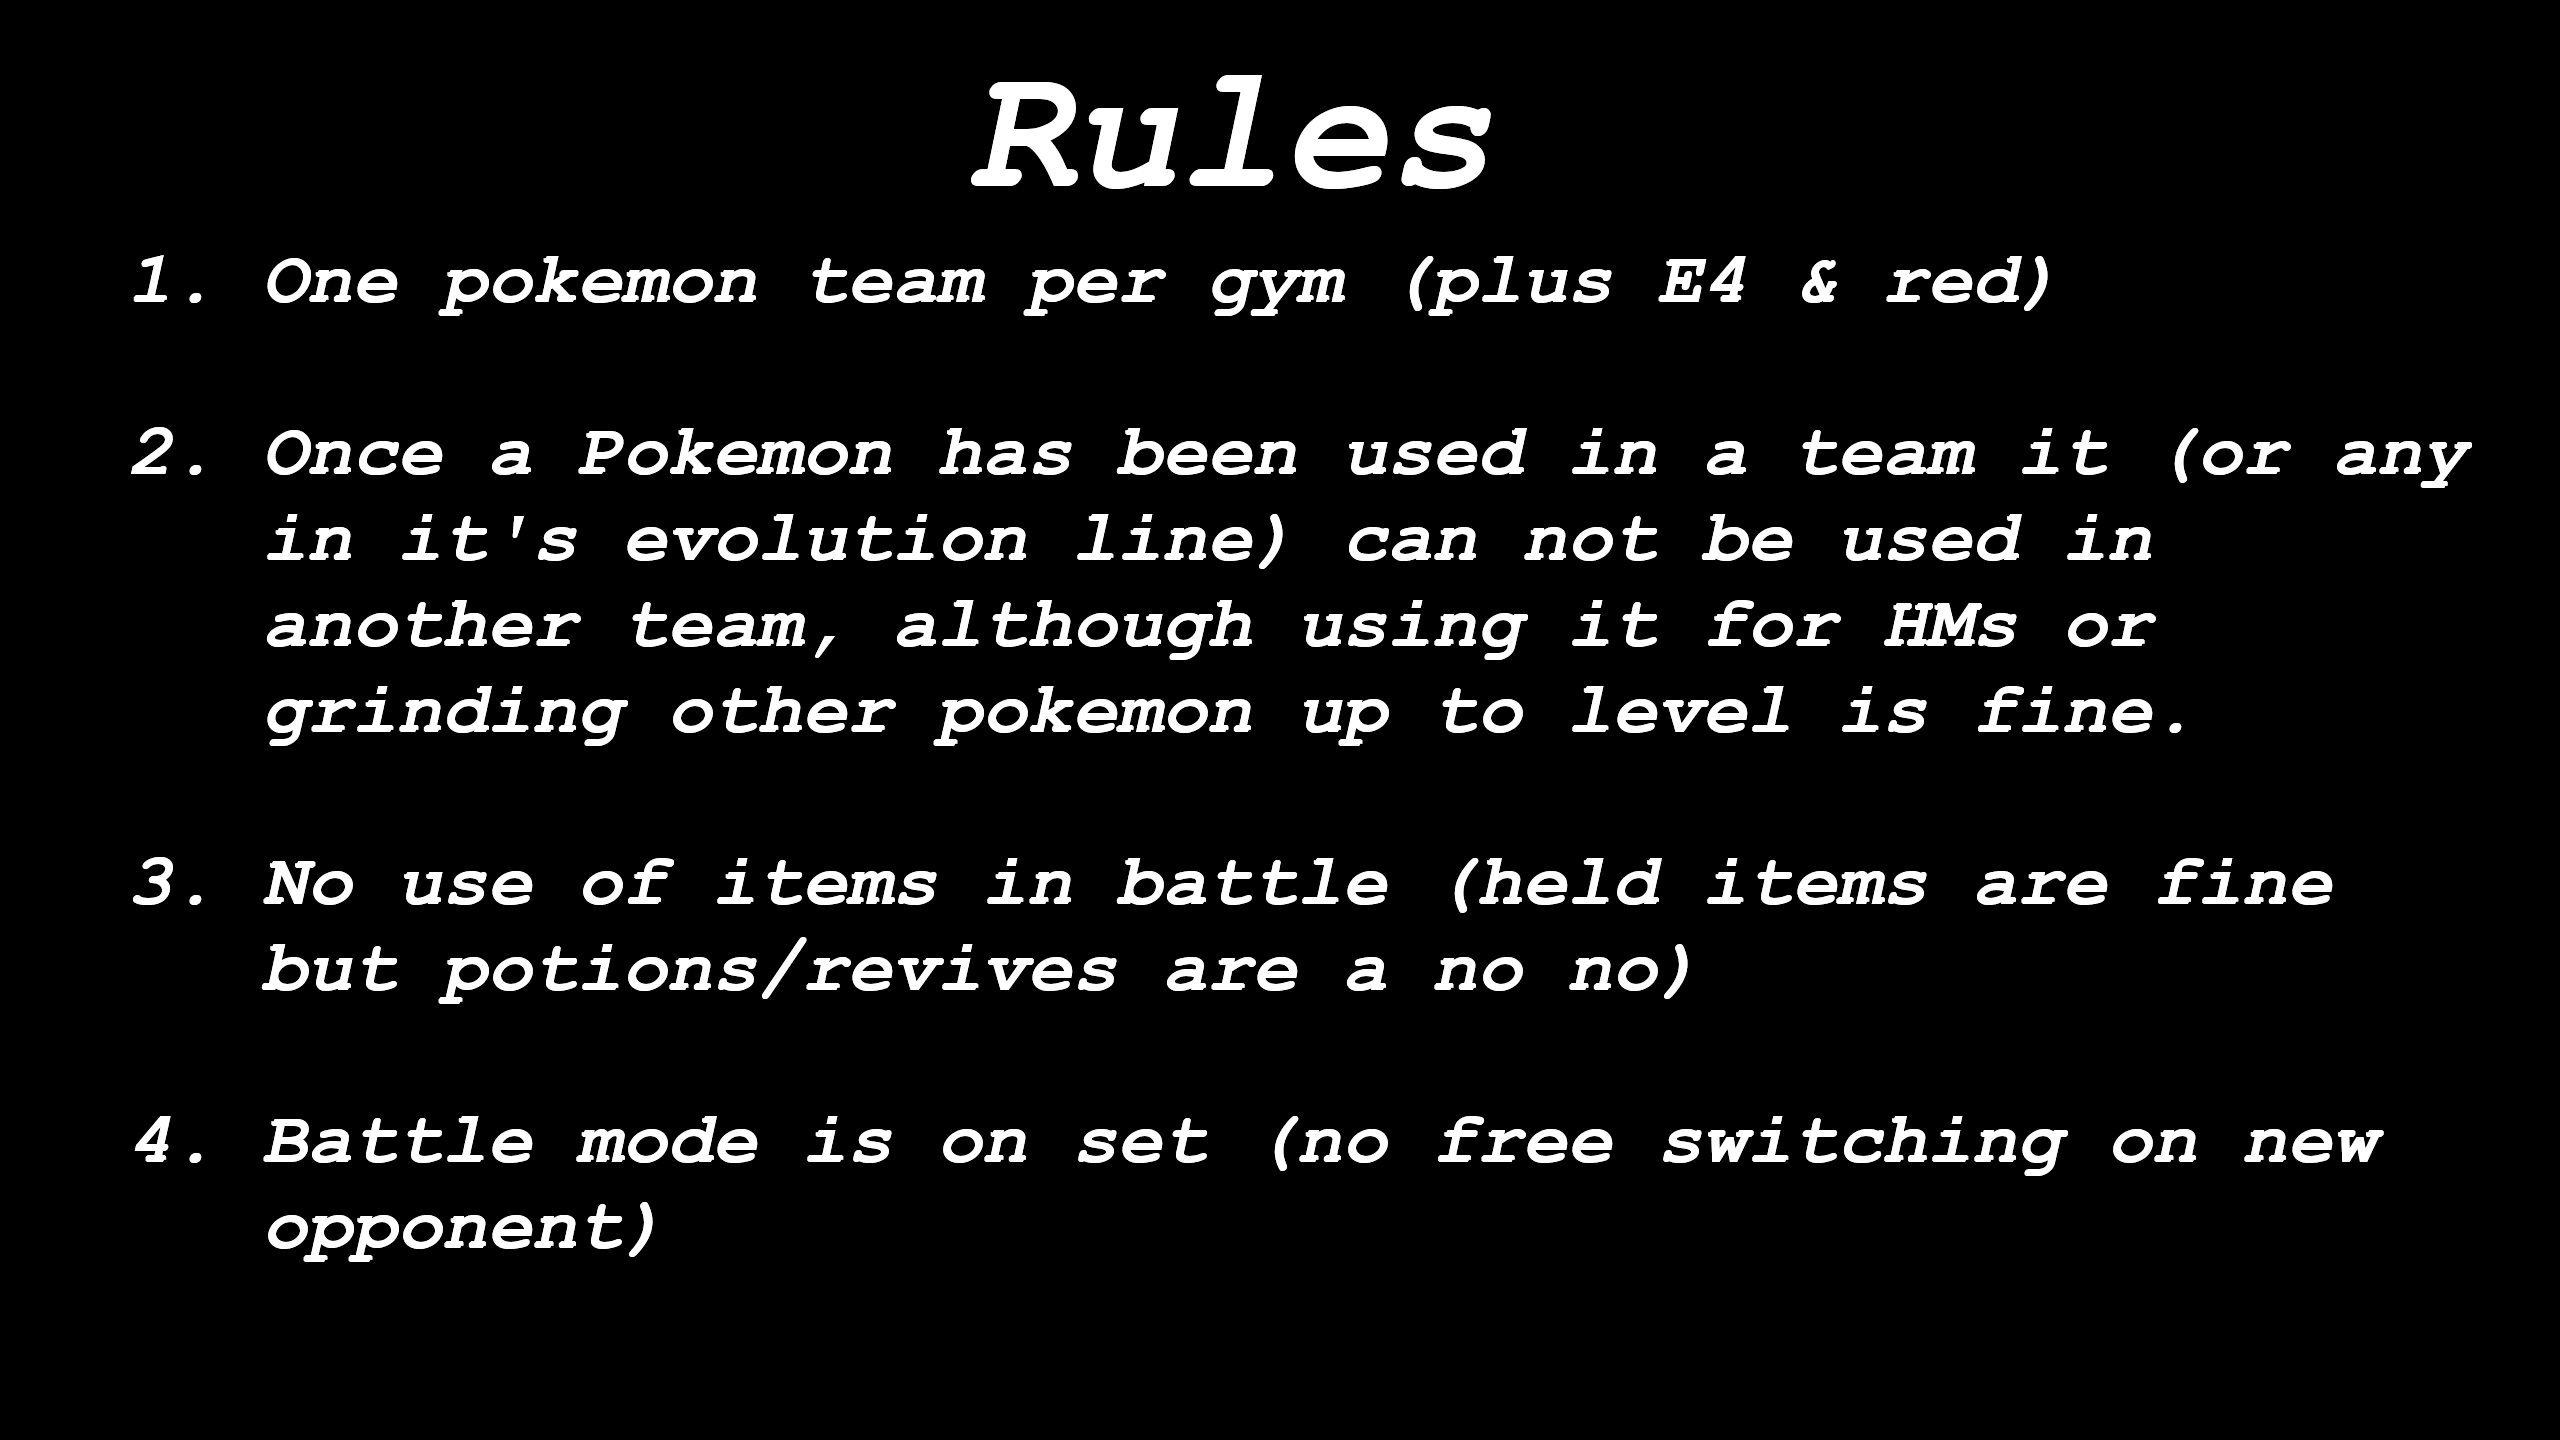 Rules
1. One pokemon team per gym (plus E4 & red)
2. Once a Pokemon has been used in a team it (or any
in it's evolution line) can not be used in
another team, although using it for HMs or
grinding other pokemon up to level is fine.
3. No use of items in battle (held items are fine
but potions/revives are a no no)
4. Battle mode is on set (no free switching on new
opponent)